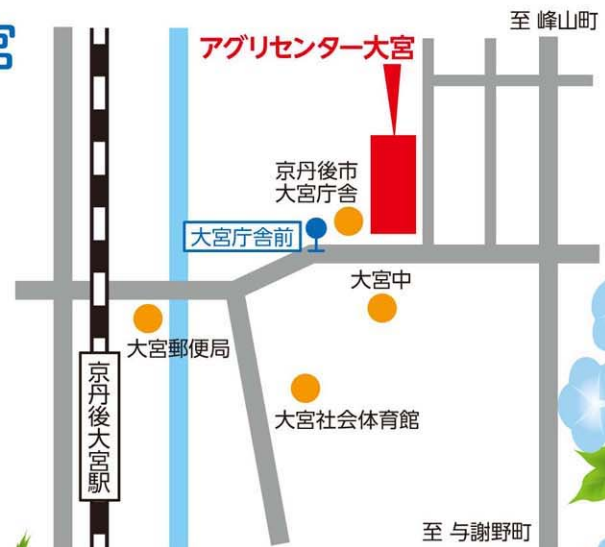 宮
至 峰山町
アグリセンター大宮
京丹後市
大宮庁舎
大宮庁舎前
大宮中
大宮郵便局
京丹後大宮駅
大宮社会体育館
至 与謝野町